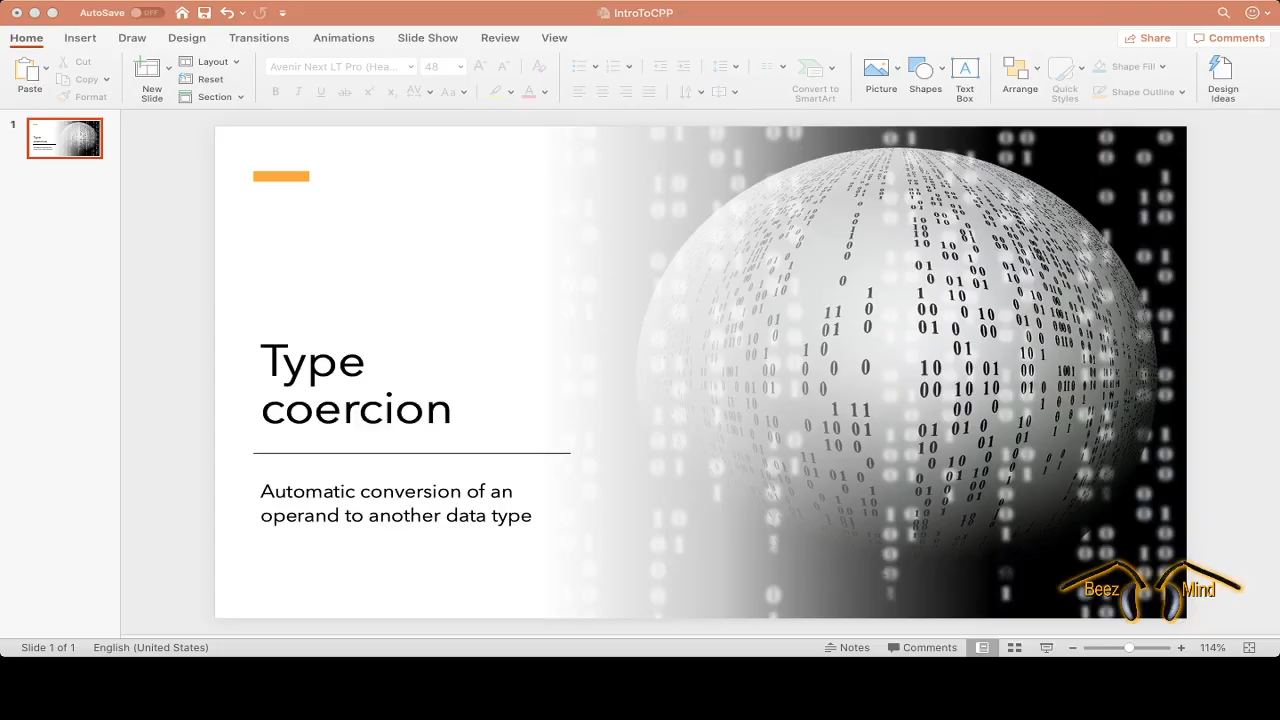 AutoSave OFF
IntroToCPP
Home Insert Draw Design Transitions Animations Slide Show Review View
Share Comments
Paste
Cut
Copy
Format
New
Slide
Layout
Reset
Section
Avenir Next LT Pro (Hea... 48
Convert to
SmartArt
Picture
Shapes
Text
Box
Arrange
Quick
Styles
Shape Fill
Shape Outline
Design
Ideas
1
Type
coercion
Automatic conversion of an
operand to another data type
Beez Mind
Slide 1 of 1 English (United States)
Notes Comments 114%